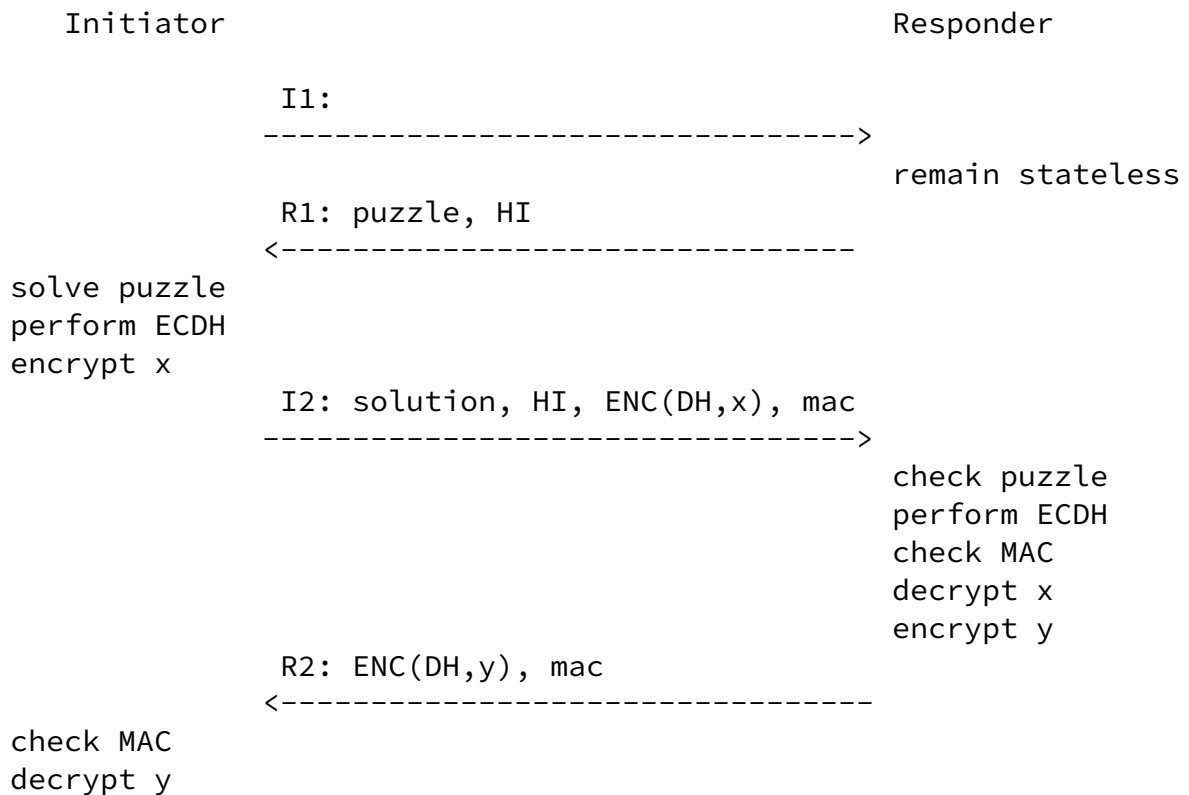 Initiator                              Responder
I1:
--------------------------------->
remain stateless
R1: puzzle, HI
<--------------------------------
solve puzzle
perform ECDH
encrypt x
I2: solution, HI, ENC(DH,x), mac
--------------------------------->
check puzzle
perform ECDH
check MAC
decrypt x
encrypt y
R2: ENC(DH,y), mac
<---------------------------------
check MAC
decrypt y